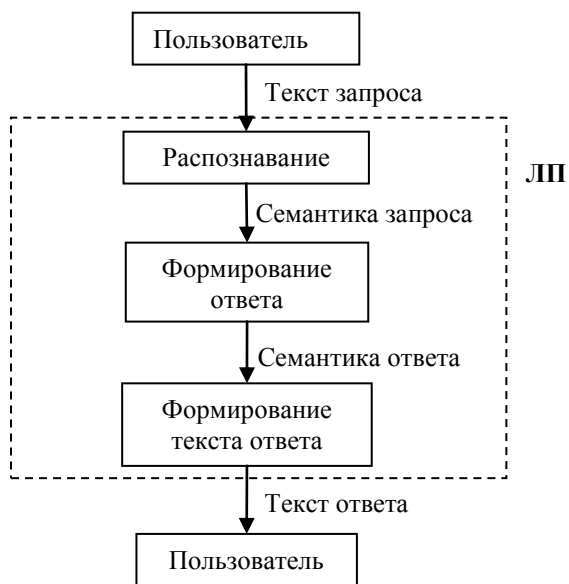 Пользователь
Текст запроса
Распознавание
ЛП
Семантика запроса
Формирование
ответа
Семантика ответа
Формирование
текста ответа
Текст ответа
Пользователь